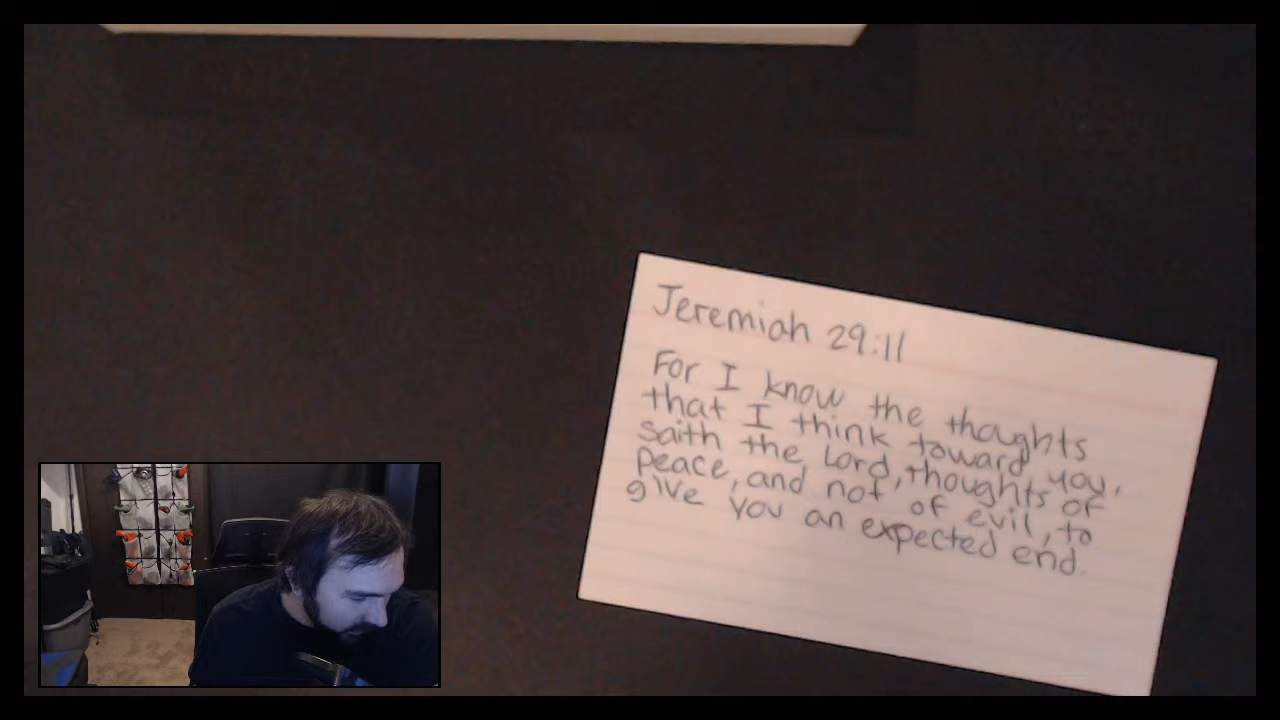 Jeremiah 29:11
For I know the thoughts
that I think toward you,
saith the Lord, thoughts of
peace, and not of evil, to
give you an expected end.